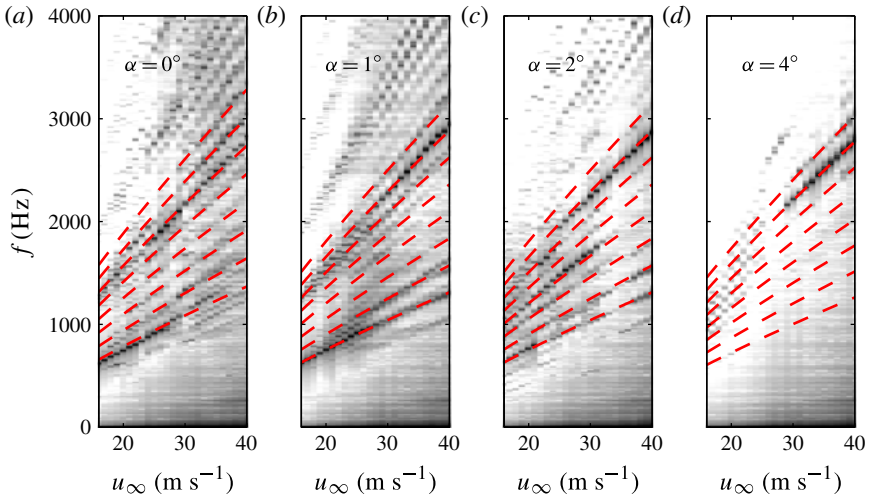 (a) (b) (c) (d)
4000
3000
2000
1000
0
f (Hz)
α = 0° α = 1° α = 2° α = 4°
20 30 40 20 30 40 20 30 40 20 30 40
u∞ (m s⁻¹) u∞ (m s⁻¹) u∞ (m s⁻¹) u∞ (m s⁻¹)